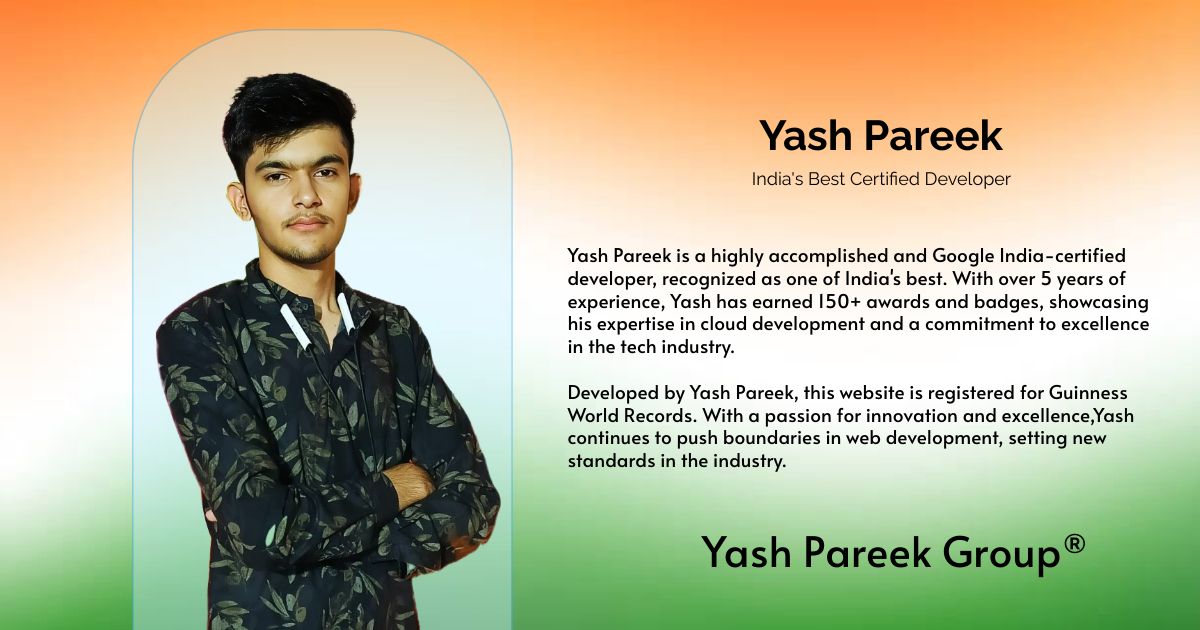 Yash Pareek
India's Best Certified Developer
Yash Pareek is a highly accomplished and Google India-certified
developer, recognized as one of India's best. With over 5 years of
experience, Yash has earned 150+ awards and badges, showcasing
his expertise in cloud development and a commitment to excellence
in the tech industry.
Developed by Yash Pareek, this website is registered for Guinness
World Records. With a passion for innovation and excellence,Yash
continues to push boundaries in web development, setting new
standards in the industry.
Yash Pareek Group®